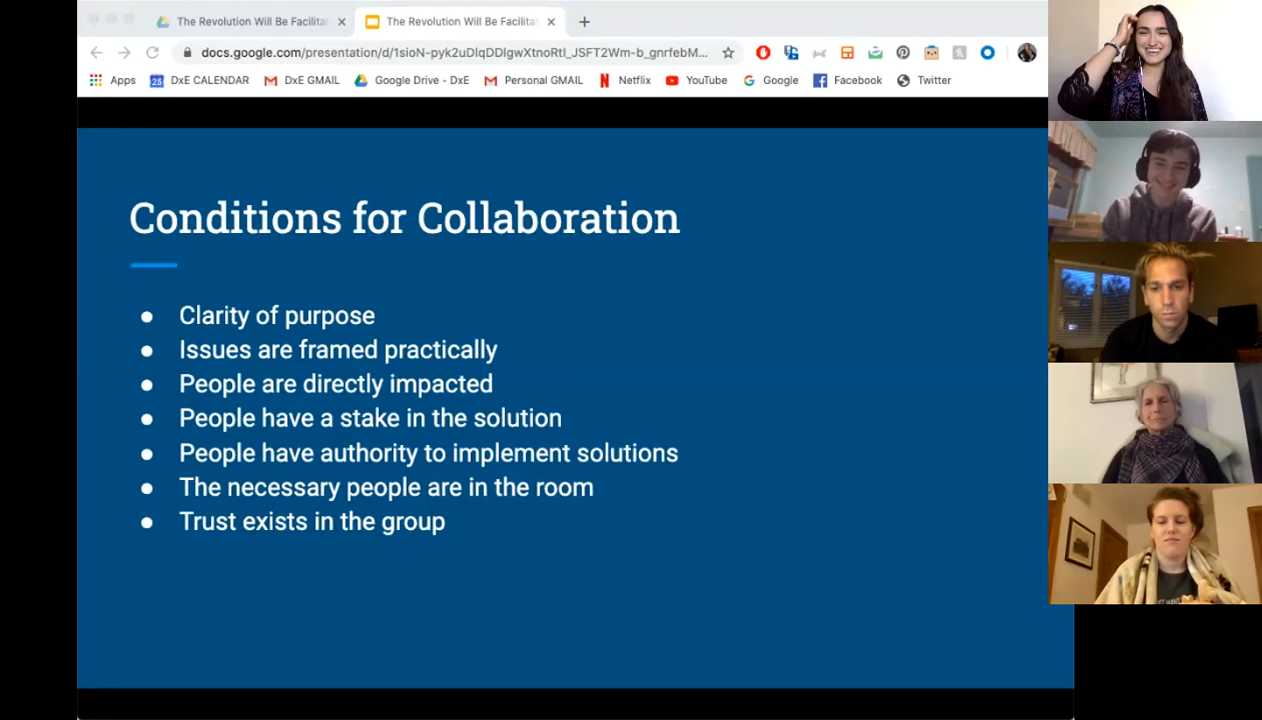 The Revolution Will Be Facilita
The Revolution Will Be Facilita
docs.google.com/presentation/d/1sioN-pyk2uDlqDDIgwXtnoRtl_JSFT2Wm-b_gnrfebM...
Apps 25 DxE CALENDAR DxE GMAIL Google Drive - DxE Personal GMAIL Netflix YouTube Google Facebook Twitter
Conditions for Collaboration
● Clarity of purpose
● Issues are framed practically
● People are directly impacted
● People have a stake in the solution
● People have authority to implement solutions
● The necessary people are in the room
● Trust exists in the group